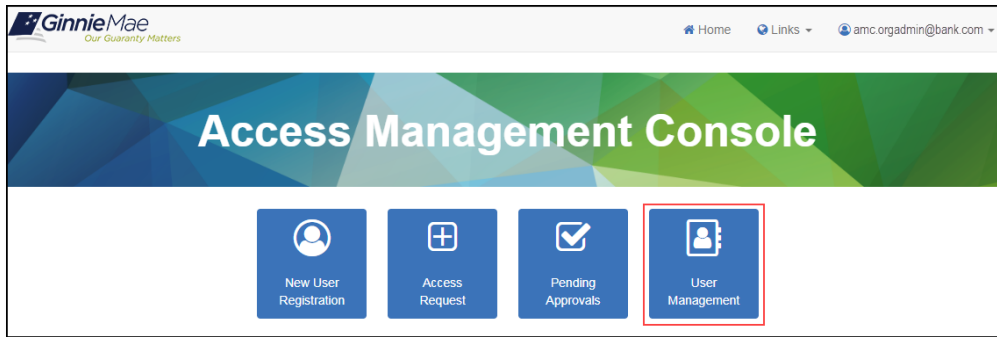 GinnieMae
Our Guaranty Matters
Home Links amc.orgadmin@bank.com
Access Management Console
New User
Registration
Access
Request
Pending
Approvals
User
Management